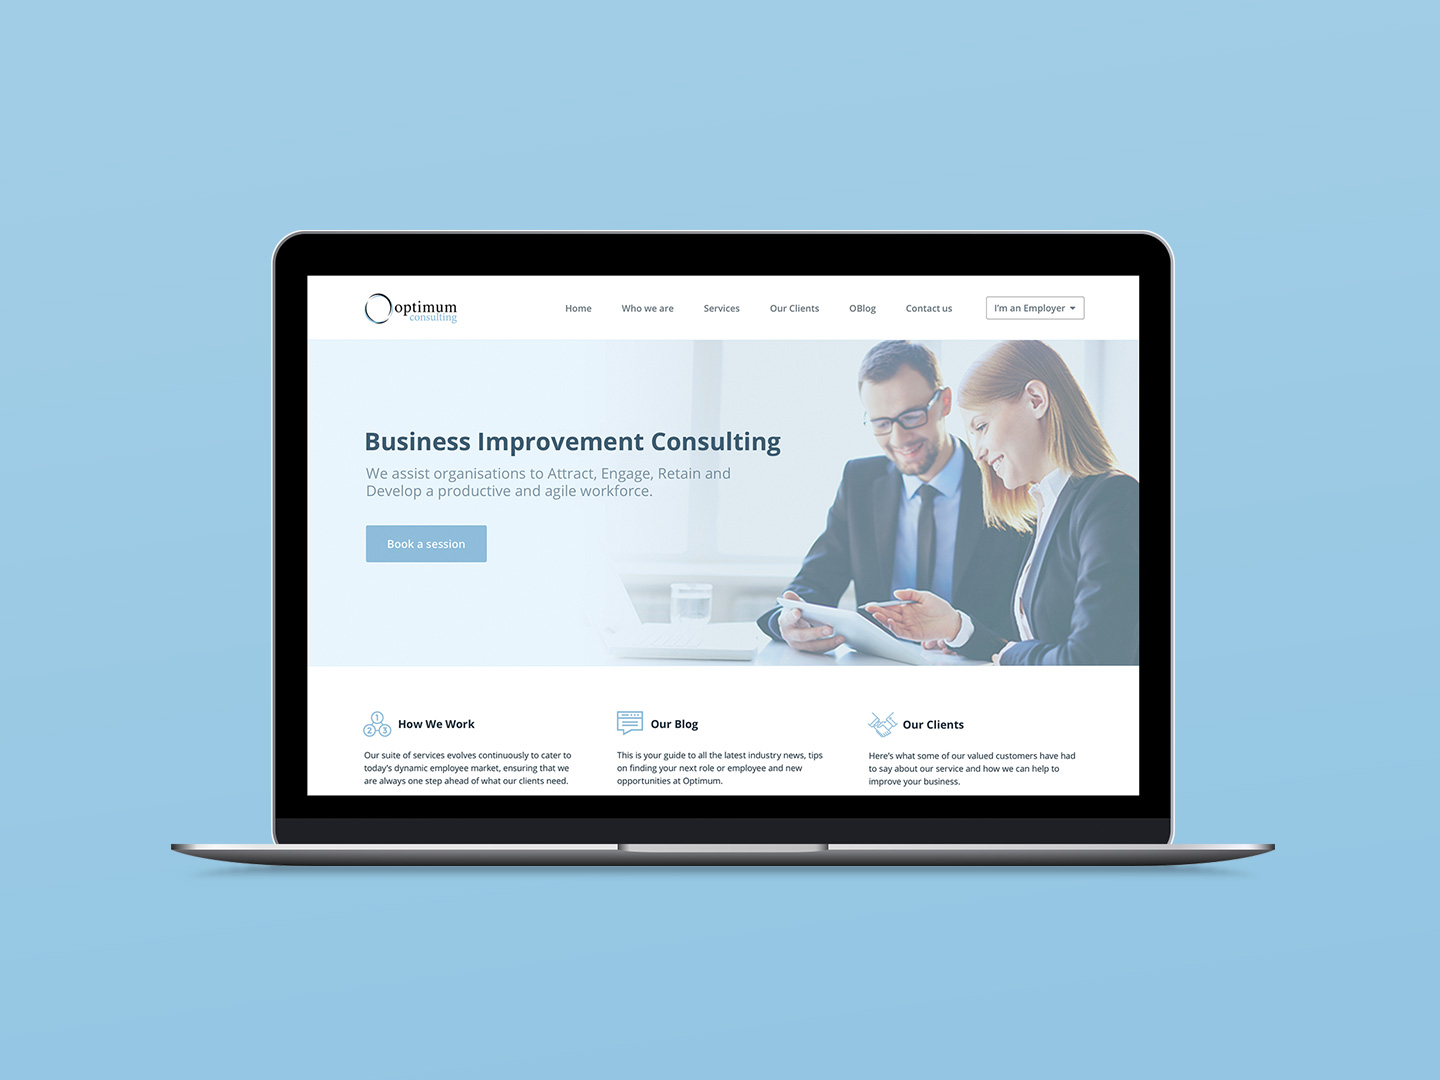 optimum
consulting
Home
Who we are
Services
Our Clients
OBlog
Contact us
I'm an Employer
Business Improvement Consulting
We assist organisations to Attract, Engage, Retain and
Develop a productive and agile workforce.
Book a session
1
2 3
How We Work
Our suite of services evolves continuously to cater to
today's dynamic employee market, ensuring that we
are always one step ahead of what our clients need.
Our Blog
This is your guide to all the latest industry news, tips
on finding your next role or employee and new
opportunities at Optimum.
Our Clients
Here's what some of our valued customers have had
to say about our service and how we can help to
improve your business.